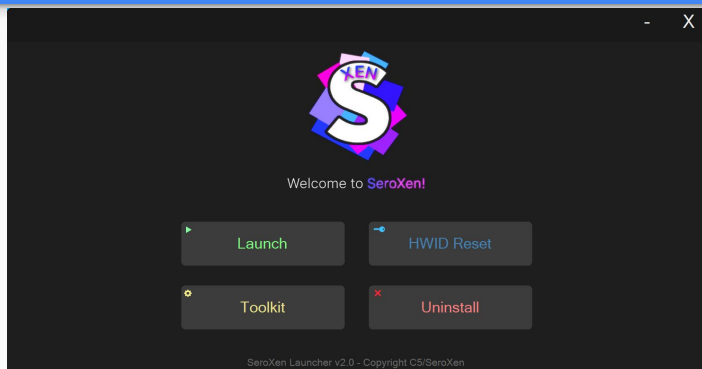 - X
XEN
S
Welcome to SeroXen!
Launch
HWID Reset
Toolkit
Uninstall
SeroXen Launcher v2.0 - Copyright C5/SeroXen